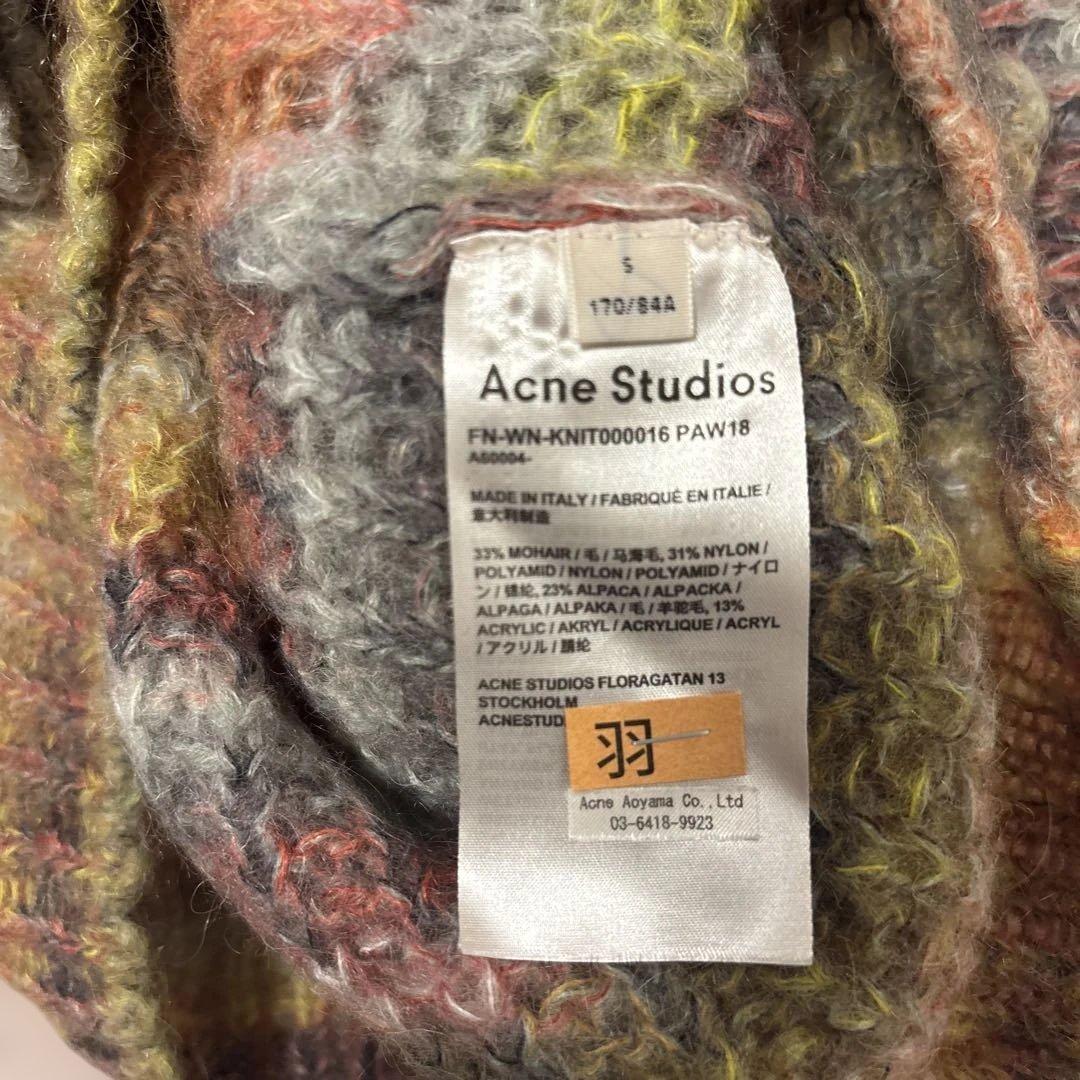 S
170/84A
Acne Studios
FN-WN-KNIT000016 PAW18
A60004-
MADE IN ITALY / FABRIQUÉ EN ITALIE /
意大利制造
33% MOHAIR / 毛 / 马海毛, 31% NYLON /
POLYAMID / NYLON / POLYAMID / ナイロ
ン / 锦纶, 23% ALPACA / ALPACKA /
ALPAGA / ALPAKA / 毛 / 羊驼毛, 13%
ACRYLIC / AKRYL / ACRYLIQUE / ACRYL
/ アクリル / 腈纶
ACNE STUDIOS FLORAGATAN 13
STOCKHOLM
ACNESTUD
羽
Acne Aoyama Co.,Ltd
03-6418-9923